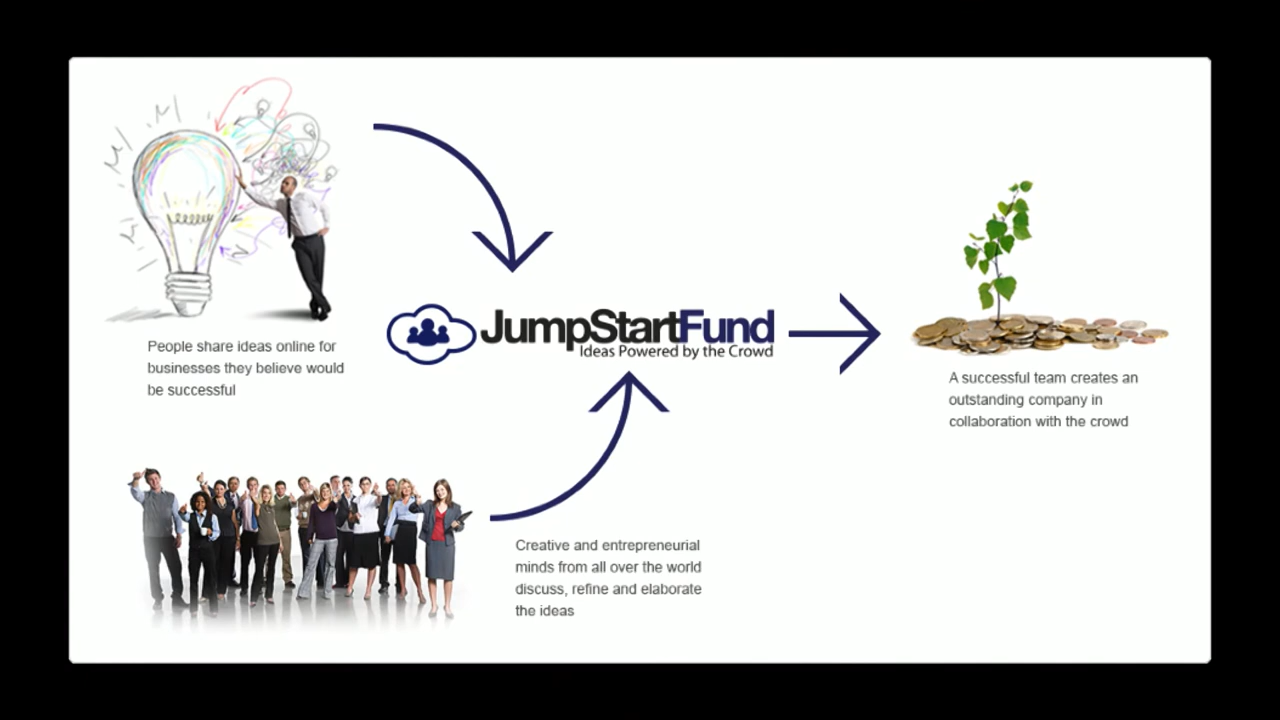 People share ideas online for
businesses they believe would
be successful
JumpStartFund
Ideas Powered by the Crowd
A successful team creates an
outstanding company in
collaboration with the crowd
Creative and entrepreneurial
minds from all over the world
discuss, refine and elaborate
the ideas